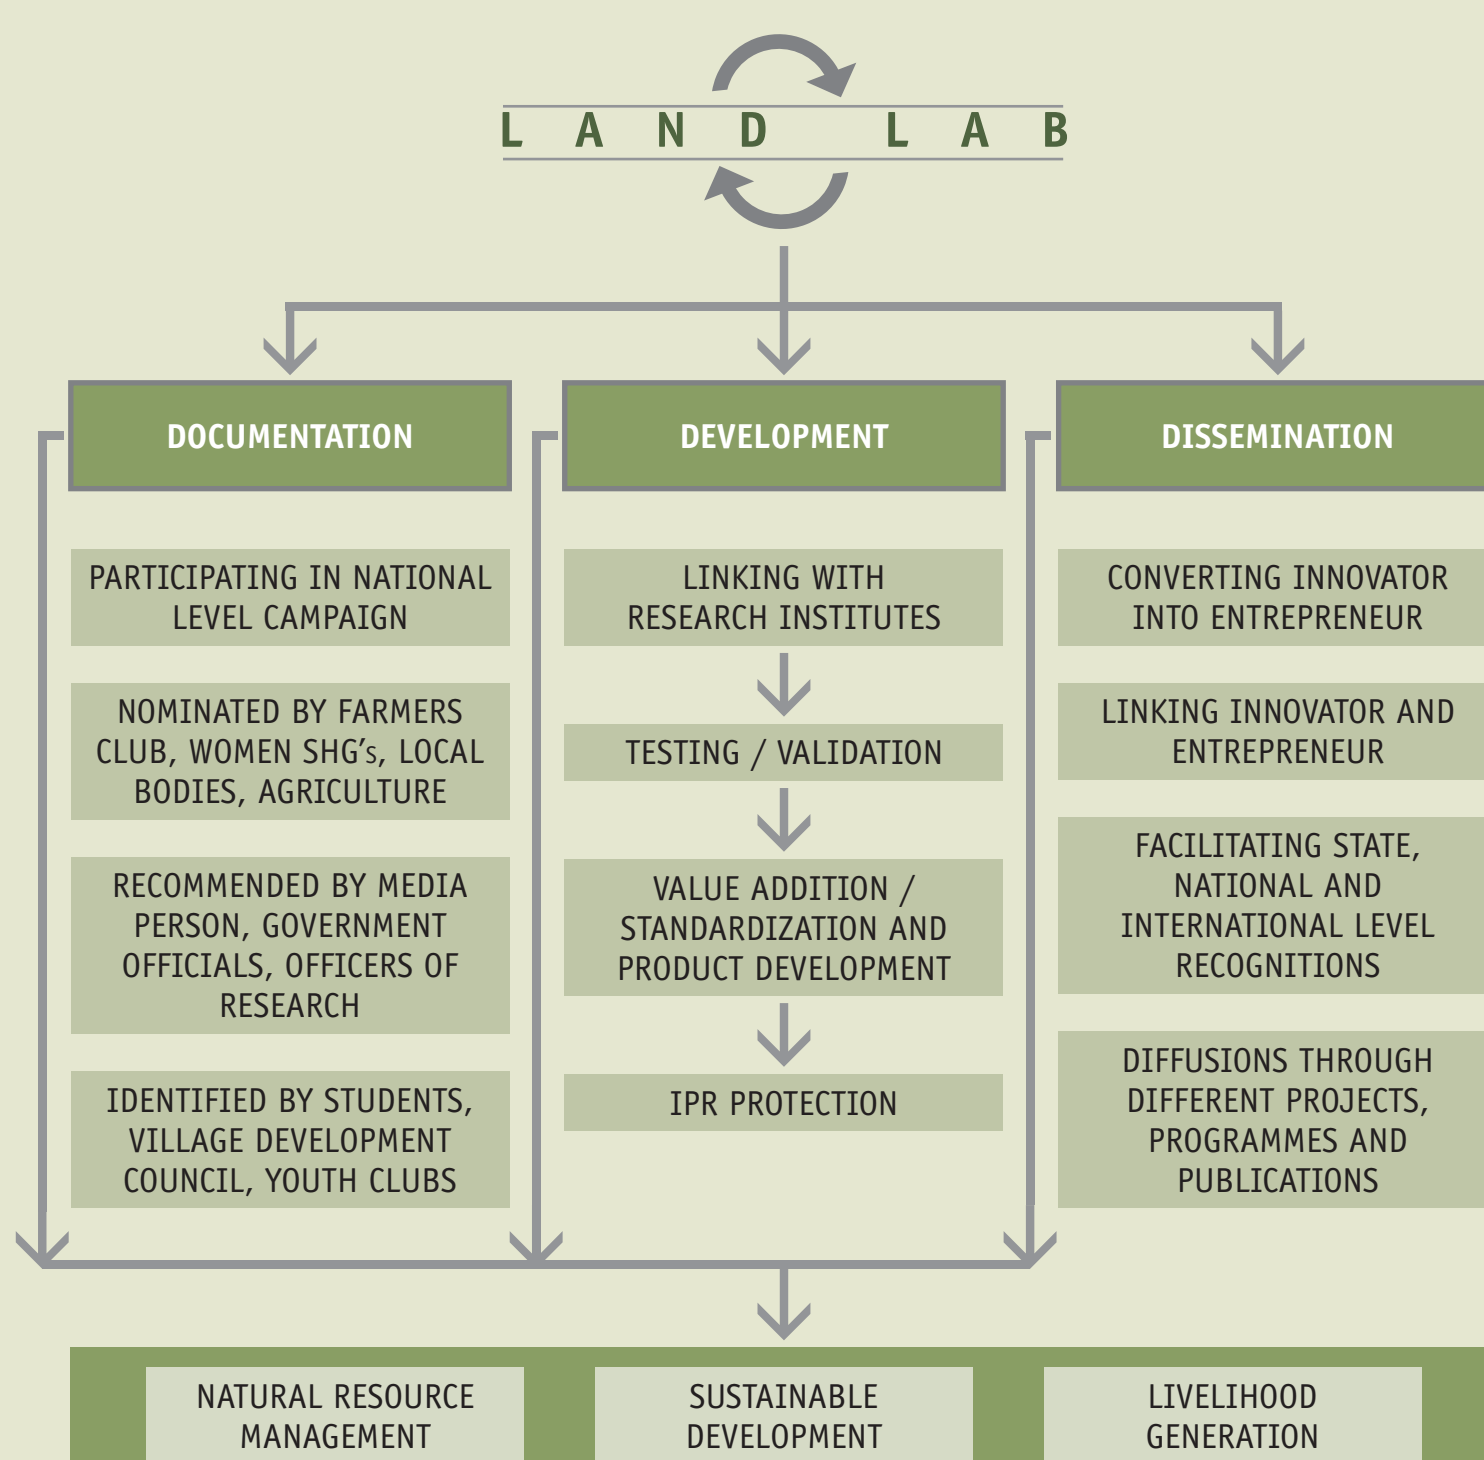 LAND LAB
DOCUMENTATION
PARTICIPATING IN NATIONAL
LEVEL CAMPAIGN
NOMINATED BY FARMERS
CLUB, WOMEN SHG's, LOCAL
BODIES, AGRICULTURE
RECOMMENDED BY MEDIA
PERSON, GOVERNMENT
OFFICIALS, OFFICERS OF
RESEARCH
IDENTIFIED BY STUDENTS,
VILLAGE DEVELOPMENT
COUNCIL, YOUTH CLUBS
DEVELOPMENT
LINKING WITH
RESEARCH INSTITUTES
TESTING / VALIDATION
VALUE ADDITION /
STANDARDIZATION AND
PRODUCT DEVELOPMENT
IPR PROTECTION
DISSEMINATION
CONVERTING INNOVATOR
INTO ENTREPRENEUR
LINKING INNOVATOR AND
ENTREPRENEUR
FACILITATING STATE,
NATIONAL AND
INTERNATIONAL LEVEL
RECOGNITIONS
DIFFUSIONS THROUGH
DIFFERENT PROJECTS,
PROGRAMMES AND
PUBLICATIONS
NATURAL RESOURCE
MANAGEMENT
SUSTAINABLE
DEVELOPMENT
LIVELIHOOD
GENERATION